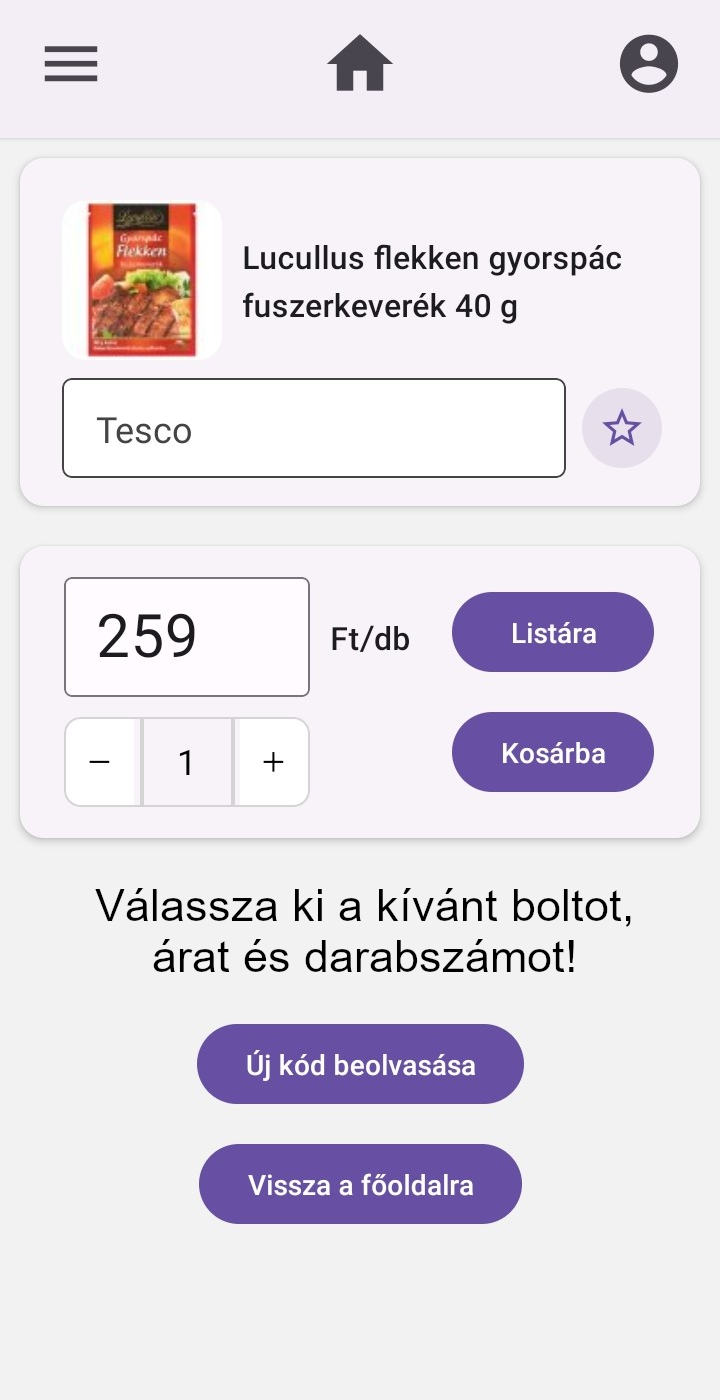 Lucullus
Gyorspác
Flekken
Lucullus flekken gyorspác
fuszerkeverék 40 g
Tesco
259
Ft/db
Listára
− 1 +
Kosárba
Válassza ki a kívánt boltot,
árat és darabszámot!
Új kód beolvasása
Vissza a főoldalra